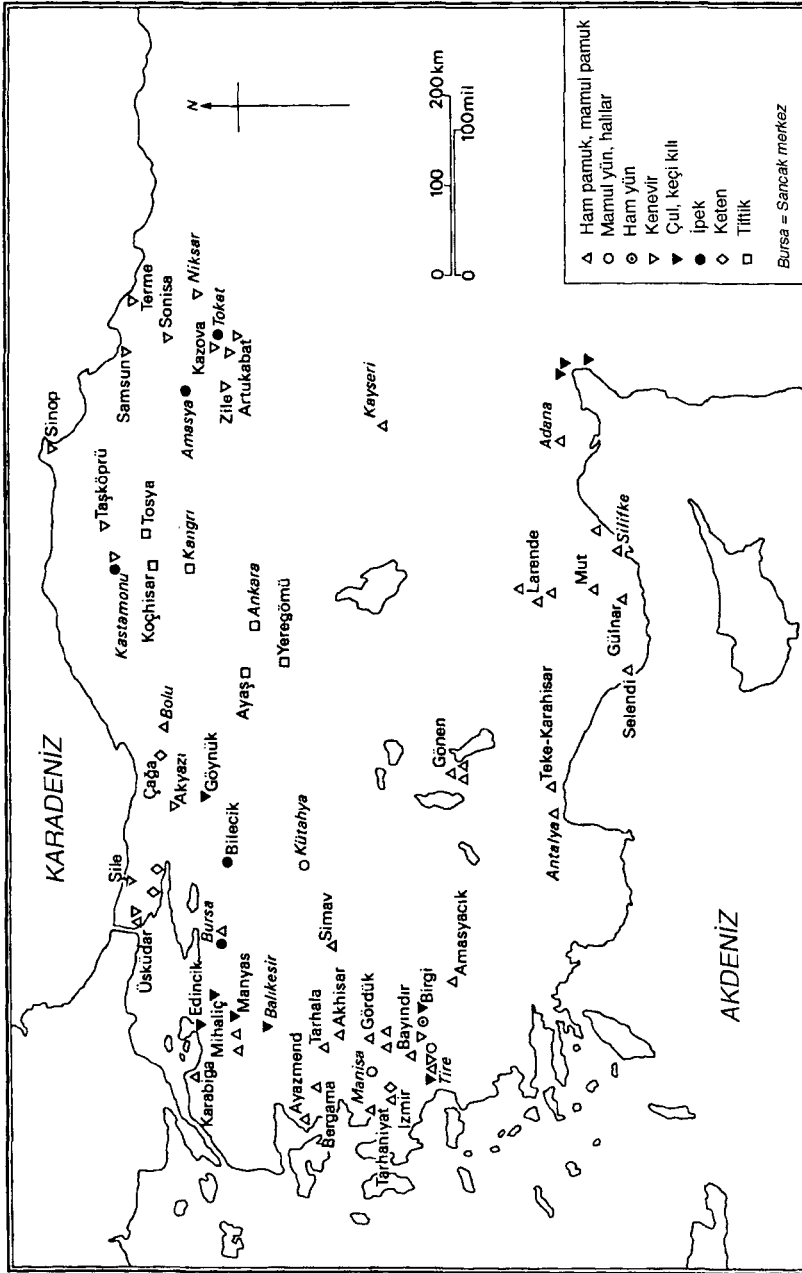 KARADENİZ
AKDENİZ
N
Sinop
Taşköprü
Kastamonu
Tosya
Koçhisar
Kangrı
Samsun
Terme
Sonisa
Niksar
Kazova
Tokat
Amasya
Zile
Artukabat
Şile
Üsküdar
Çağa
Bolu
Akyazı
Göynük
Bilecik
Bursa
Ayaş
Ankara
Yeregömü
Kütahya
Kayseri
Edincik
Karabiga
Mihaliç
Manyas
Balıkesir
Simav
Ayazmend
Tarhala
Akhisar
Bergama
Gördük
Manisa
Tarhaniyat
İzmir
Bayındır
Birgi
Tire
Amasyacık
Gönen
Larende
Adana
Mut
Silifke
Gülnar
Selendi
Teke-Karahisar
Antalya
0 100 200 km
0 100 mil
Ham pamuk, mamul pamuk
Mamul yün, halılar
Ham yün
Kenevir
Çul, keçi kılı
İpek
Keten
Tiftik
Bursa = Sancak merkez